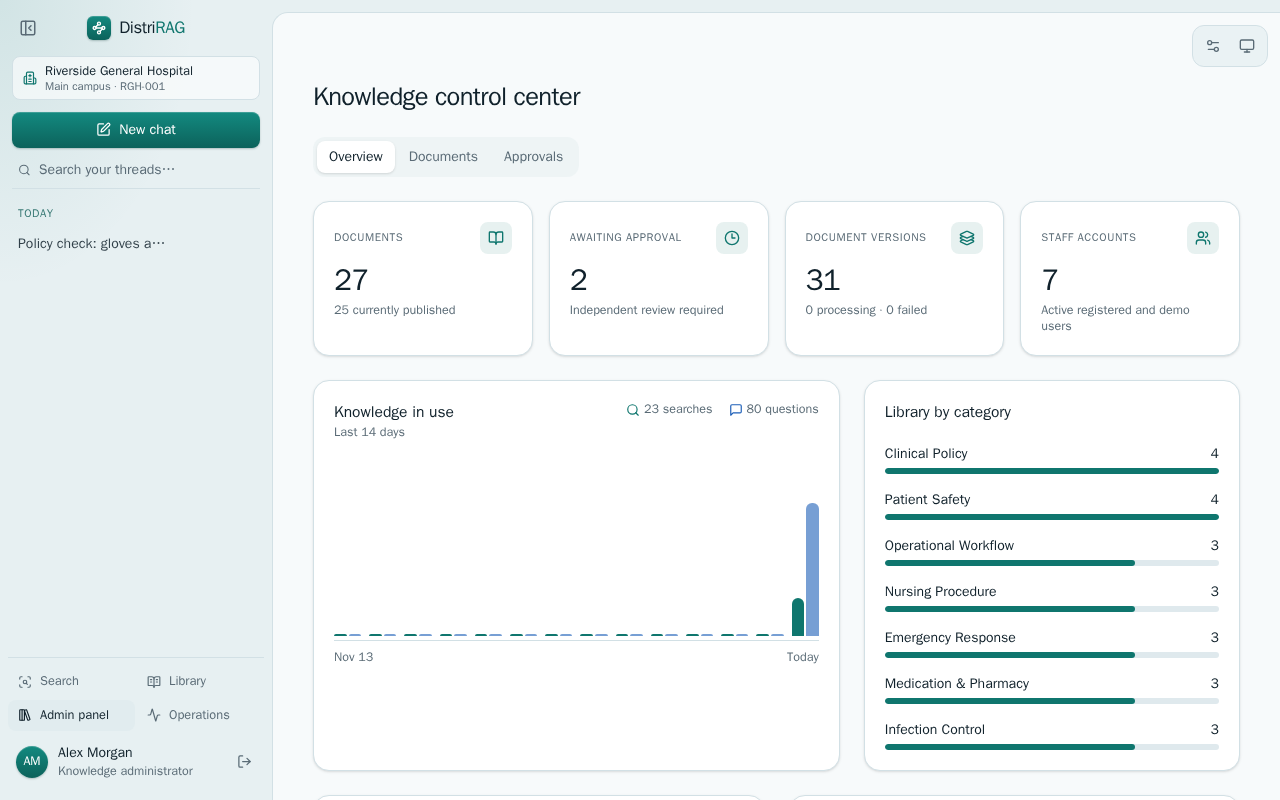 DistriRAG
Riverside General Hospital
Main campus · RGH-001
New chat
Search your threads···
TODAY
Policy check: gloves a···
Search
Library
Admin panel
Operations
AM
Alex Morgan
Knowledge administrator
Knowledge control center
Overview
Documents
Approvals
DOCUMENTS
27
25 currently published
AWAITING APPROVAL
2
Independent review required
DOCUMENT VERSIONS
31
0 processing · 0 failed
STAFF ACCOUNTS
7
Active registered and demo
users
Knowledge in use
Last 14 days
23 searches
80 questions
Nov 13
Today
Library by category
Clinical Policy 4
Patient Safety 4
Operational Workflow 3
Nursing Procedure 3
Emergency Response 3
Medication & Pharmacy 3
Infection Control 3